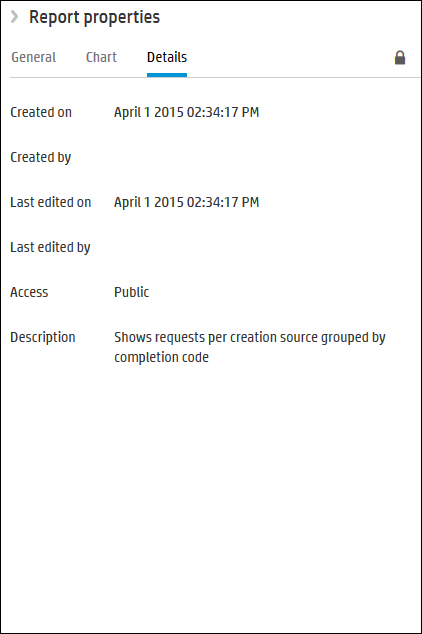 Report properties
General Chart Details
Created on April 1 2015 02:34:17 PM
Created by
Last edited on April 1 2015 02:34:17 PM
Last edited by
Access Public
Description Shows requests per creation source grouped by
completion code